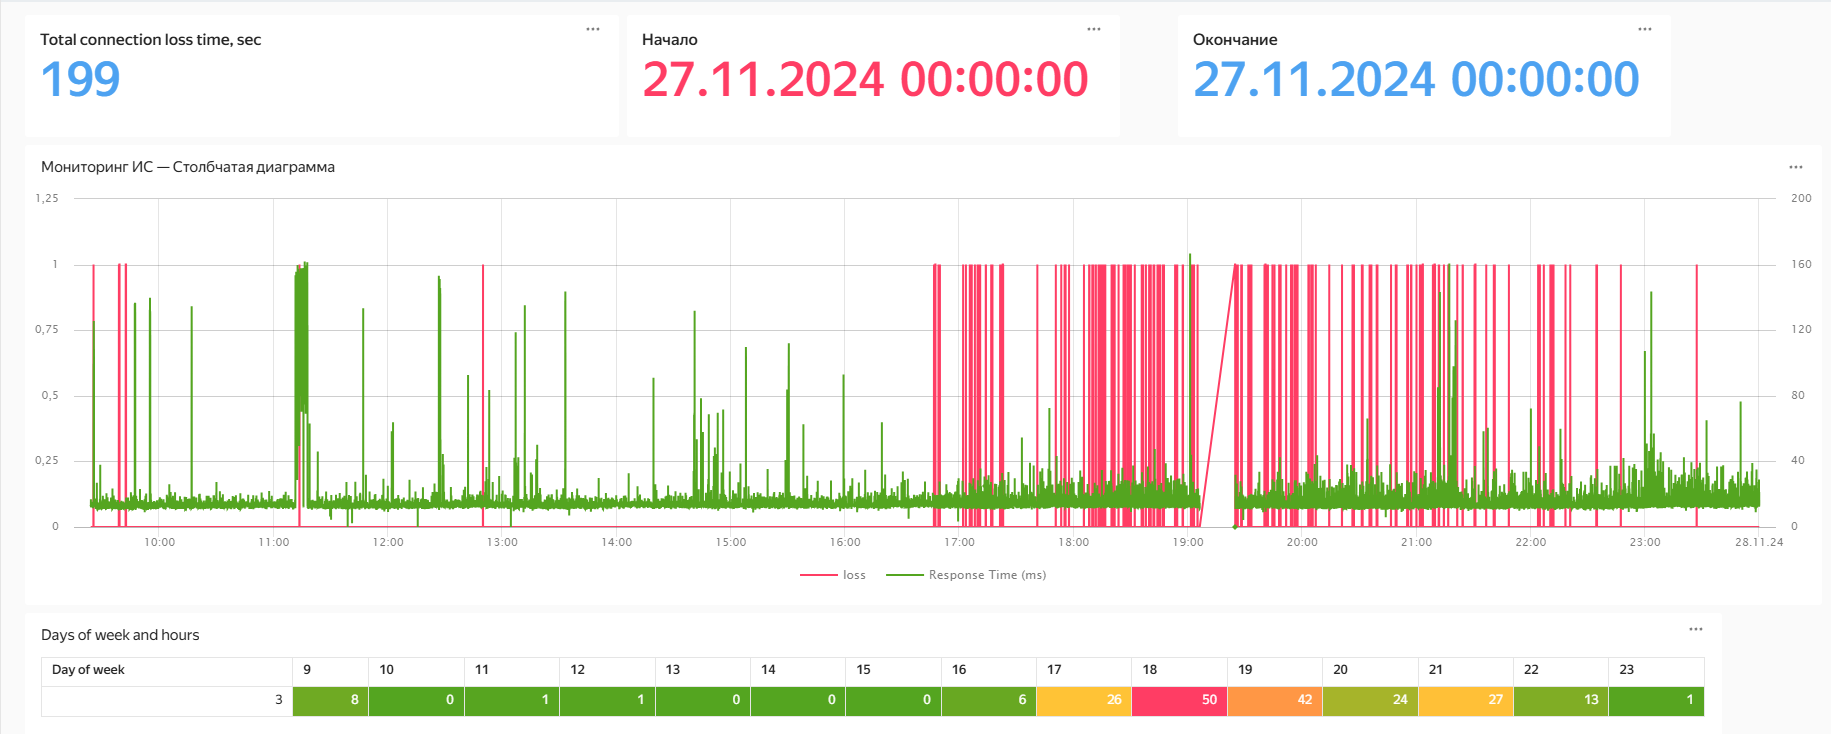 Total connection loss time, sec
199
Начало
27.11.2024 00:00:00
Окончание
27.11.2024 00:00:00
Мониторинг ИС — Столбчатая диаграмма
1,25 200
1 160
0,75 120
0,5 80
0,25 40
0 0
10:00 11:00 12:00 13:00 14:00 15:00 16:00 17:00 18:00 19:00 20:00 21:00 22:00 23:00 28.11.24
loss Response Time (ms)
Days of week and hours
Day of week 9 10 11 12 13 14 15 16 17 18 19 20 21 22 23
3 8 0 1 1 0 0 0 6 26 50 42 24 27 13 1